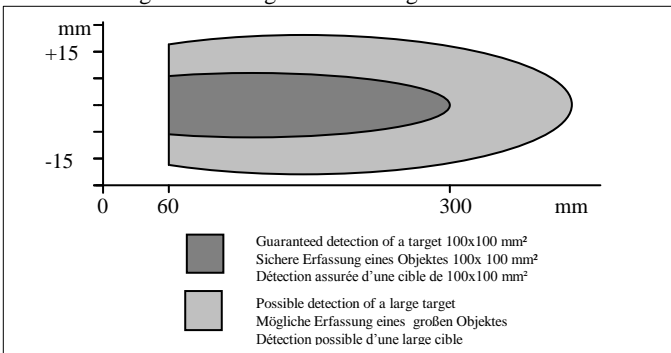 mm
+15
-15
0 60 300 mm
Guaranteed detection of a target 100x100 mm²
Sichere Erfassung eines Objektes 100x 100 mm²
Détection assurée d’une cible de 100x100 mm²
Possible detection of a large target
Mögliche Erfassung eines großen Objektes
Détection possible d’une large cible